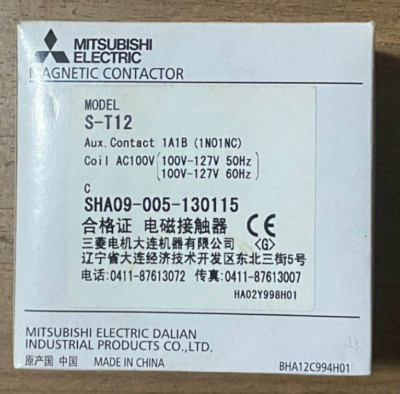 MITSUBISHI
ELECTRIC
MAGNETIC CONTACTOR
MODEL
S-T12
Aux.Contact 1A1B (1NO1NC)
Coil AC100V (100V-127V 50Hz)
(100V-127V 60Hz)
C
SHA09-005-130115
合格证 电磁接触器 CE
三菱电机大连机器有限公司 <G>
辽宁省大连经济技术开发区东北三街5号
电话:0411-87613072 传真:0411-87613007
HA02Y998H01
MITSUBISHI ELECTRIC DALIAN
INDUSTRIAL PRODUCTS CO.,LTD.
原产国 中国 MADE IN CHINA
BHA12C994H01